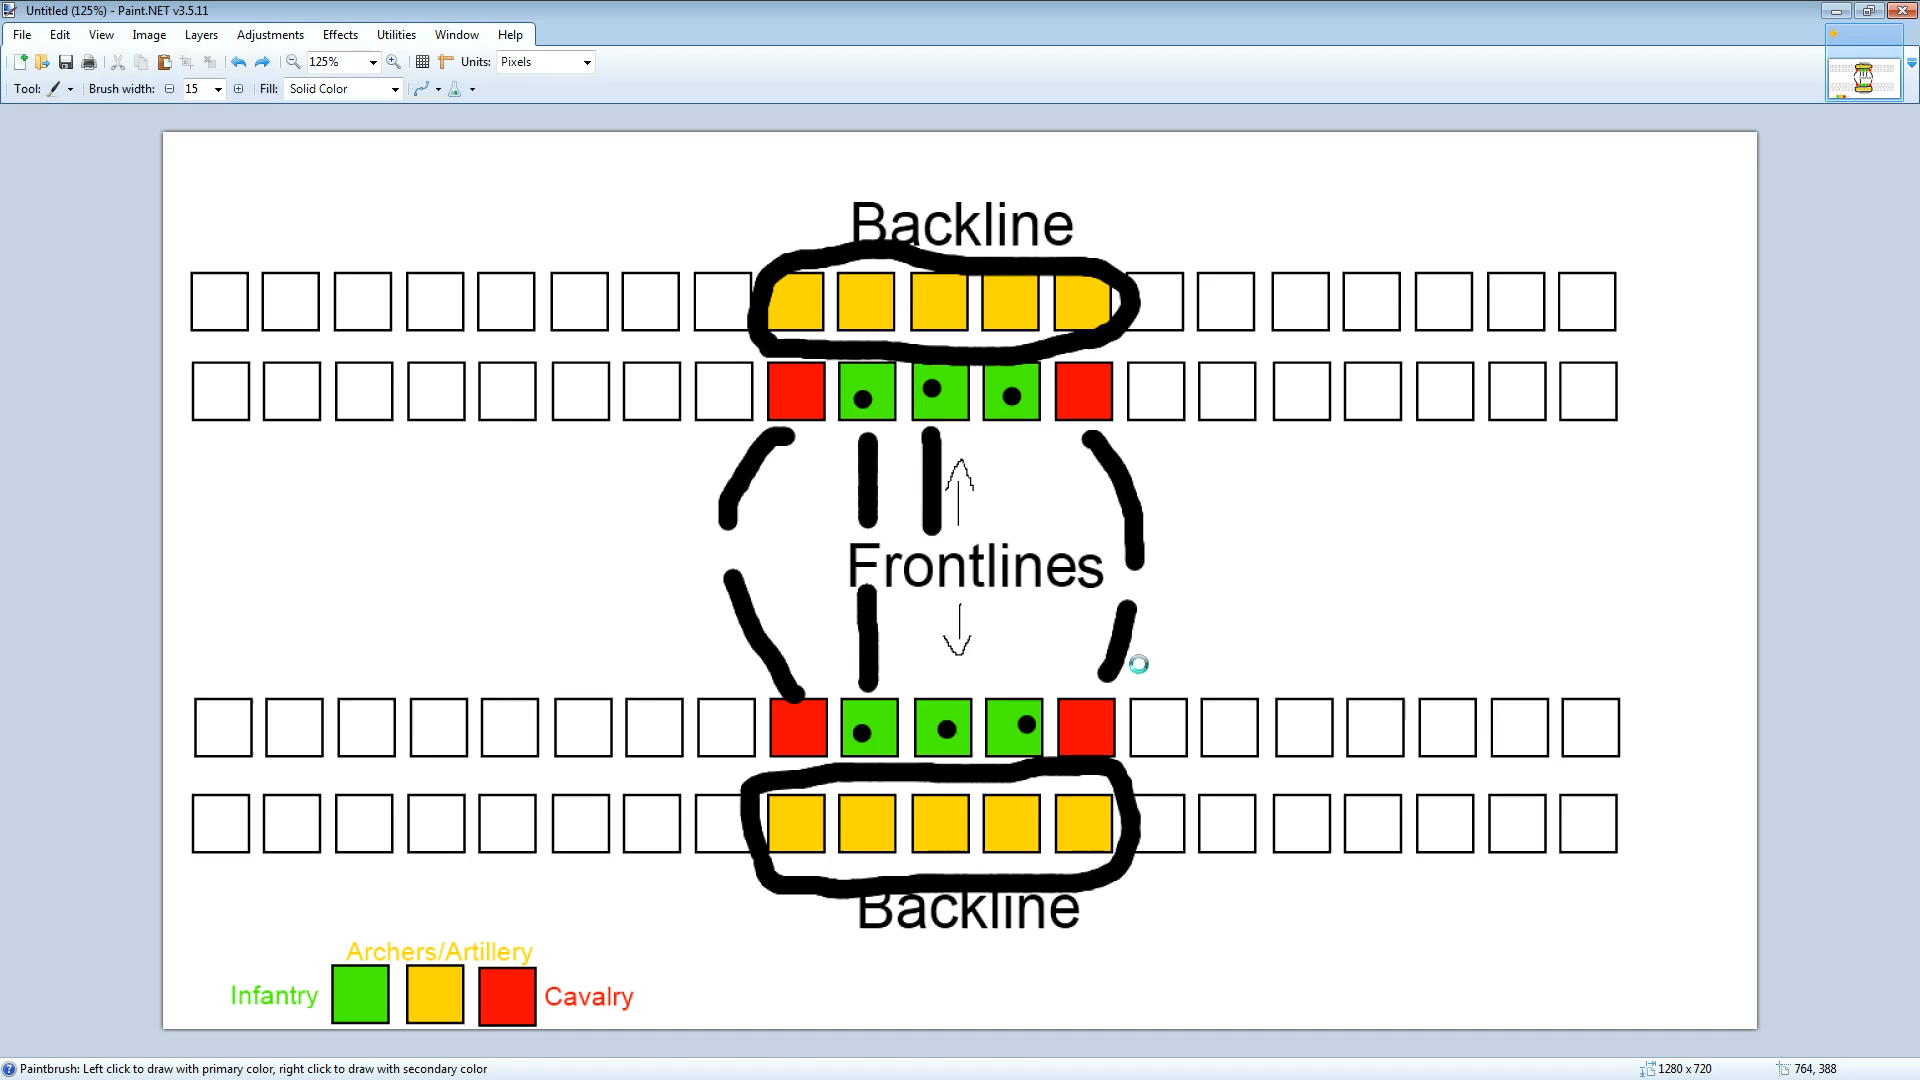 Untitled (125%) - Paint.NET v3.5.11
File Edit View Image Layers Adjustments Effects Utilities Window Help
125% Units: Pixels
Tool: Brush width: 15 Fill: Solid Color
Backline
Frontlines
Backline
Archers/Artillery
Infantry Cavalry
Paintbrush: Left click to draw with primary color, right click to draw with secondary color 1280 x 720 764, 388